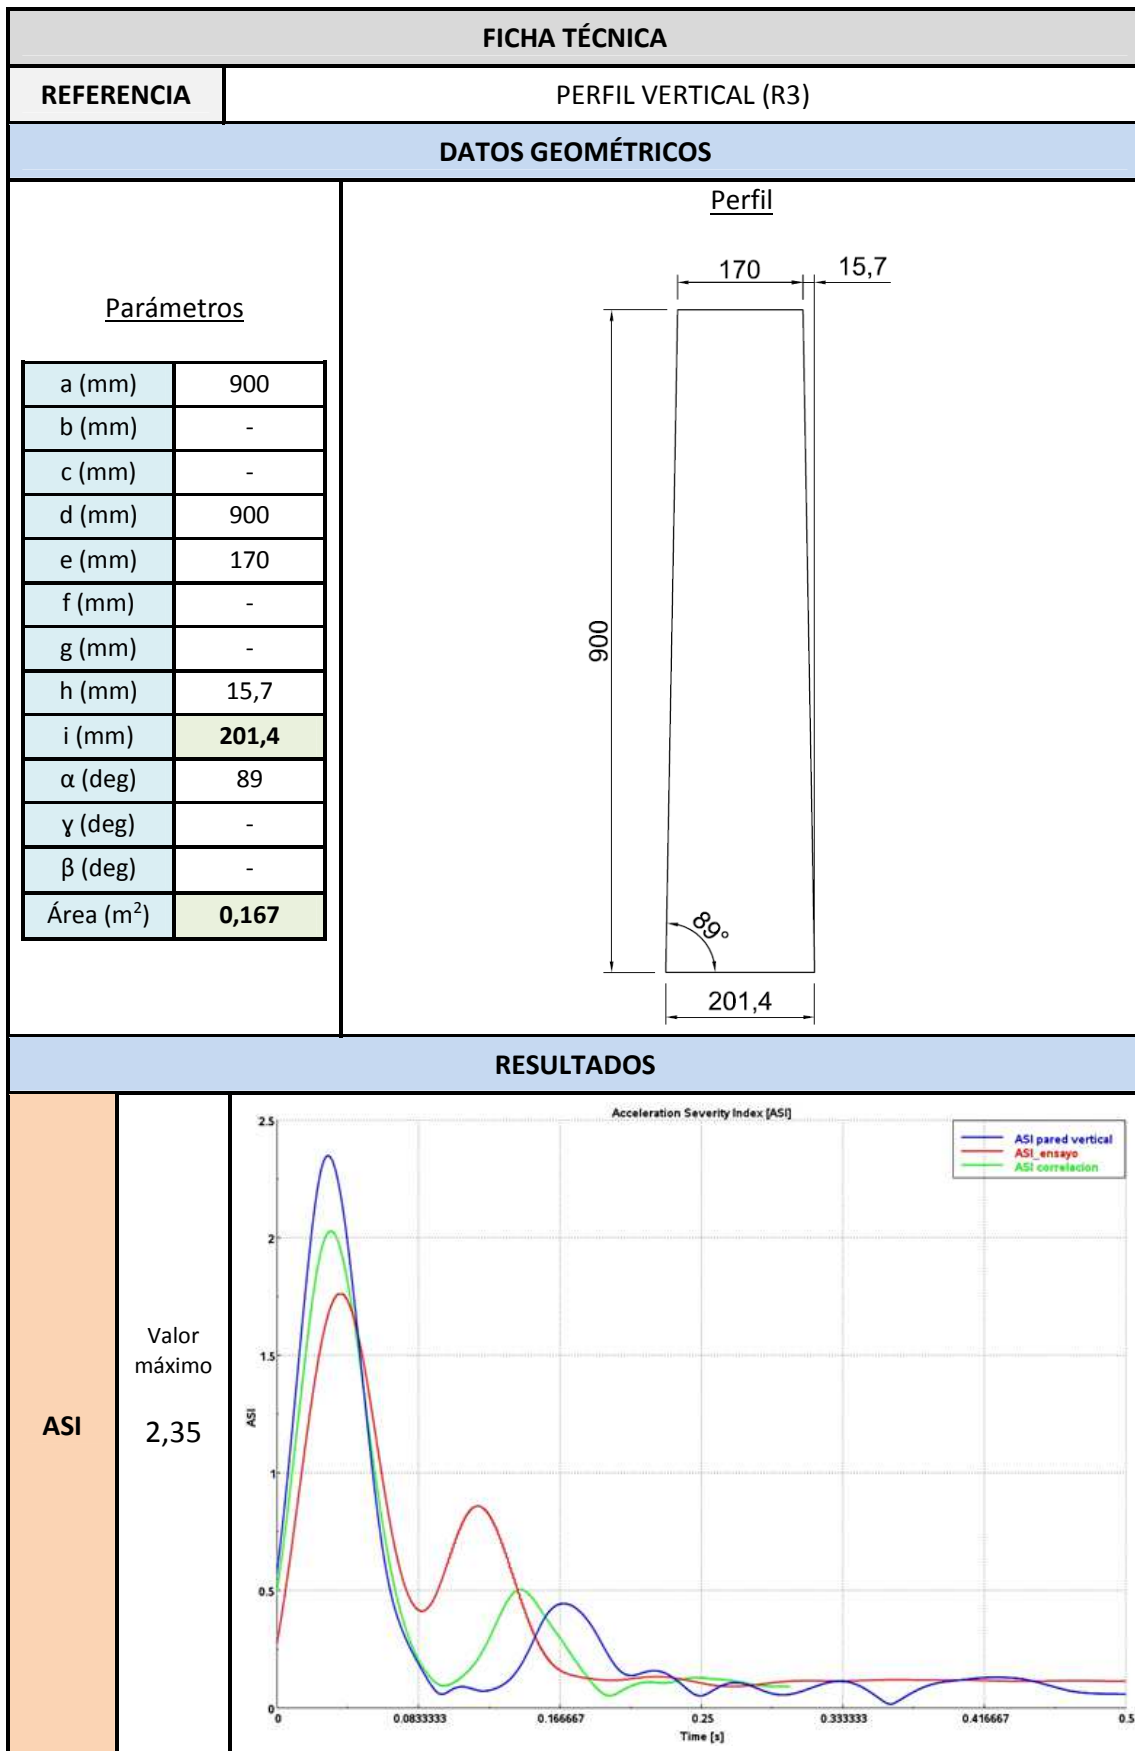 FICHA TÉCNICA
REFERENCIA PERFIL VERTICAL (R3)
DATOS GEOMÉTRICOS
Parámetros
a (mm) 900
b (mm) -
c (mm) -
d (mm) 900
e (mm) 170
f (mm) -
g (mm) -
h (mm) 15,7
i (mm) 201,4
α (deg) 89
ɣ (deg) -
β (deg) -
Área (m²) 0,167
Perfil
170 15,7
900
89°
201,4
RESULTADOS
ASI
Valor
máximo
2,35
Acceleration Severity Index [ASI]
ASI pared vertical
ASI_ensayo
ASI correlacion
2.5
2
1.5
1
0.5
0
ASI
0 0.0833333 0.166667 0.25 0.333333 0.416667 0.5
Time [s]